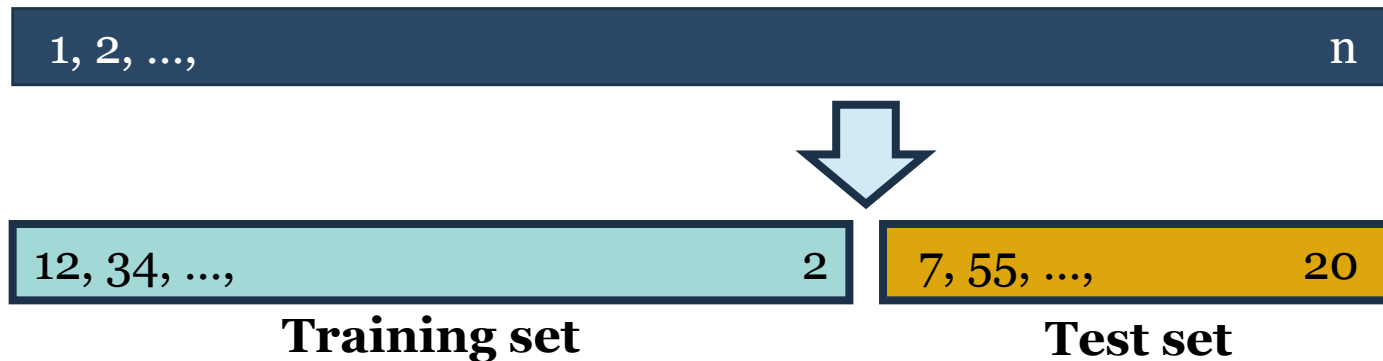 1, 2, ..., n
12, 34, ..., 2 7, 55, ..., 20
Training set Test set